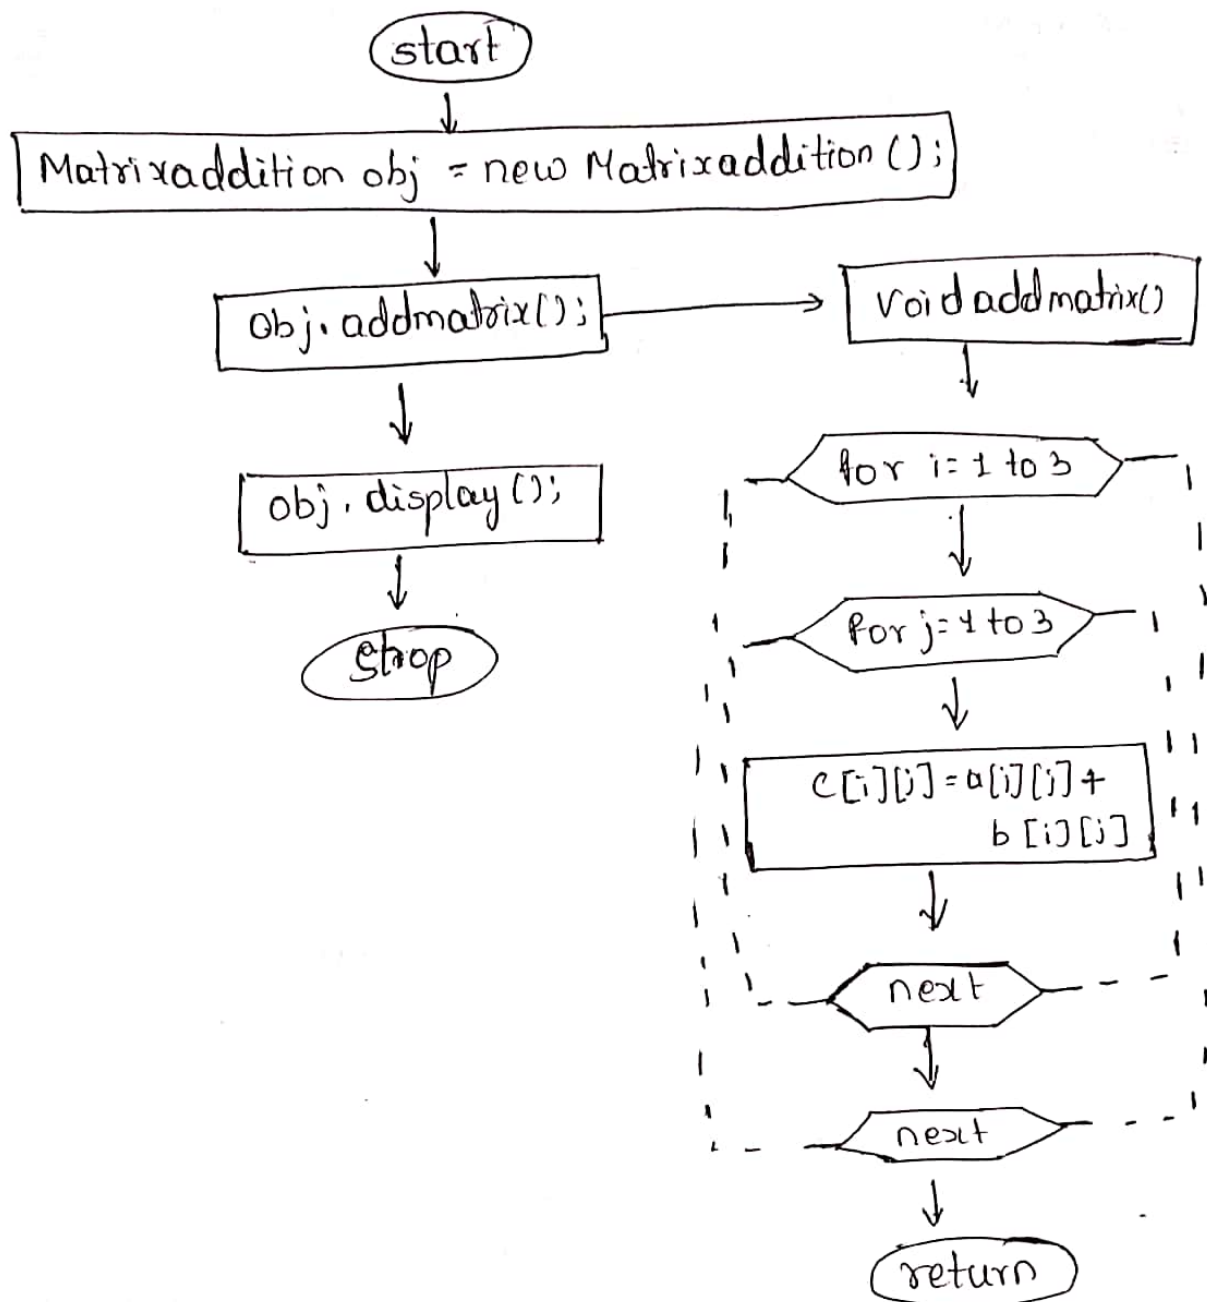 start
Matrixaddition obj = new Matrixaddition();
obj.addmatrix();
obj.display();
stop
void addmatrix()
for i=1 to 3
for j=1 to 3
c[i][j]=a[i][j]+
b[i][j]
next
next
return